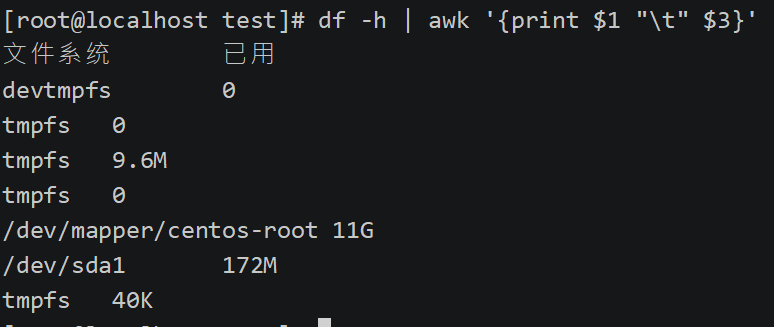 [root@localhost test]# df -h | awk '{print $1 "\t" $3}'
文件系统	已用
devtmpfs	0
tmpfs	0
tmpfs	9.6M
tmpfs	0
/dev/mapper/centos-root	11G
/dev/sda1	172M
tmpfs	40K